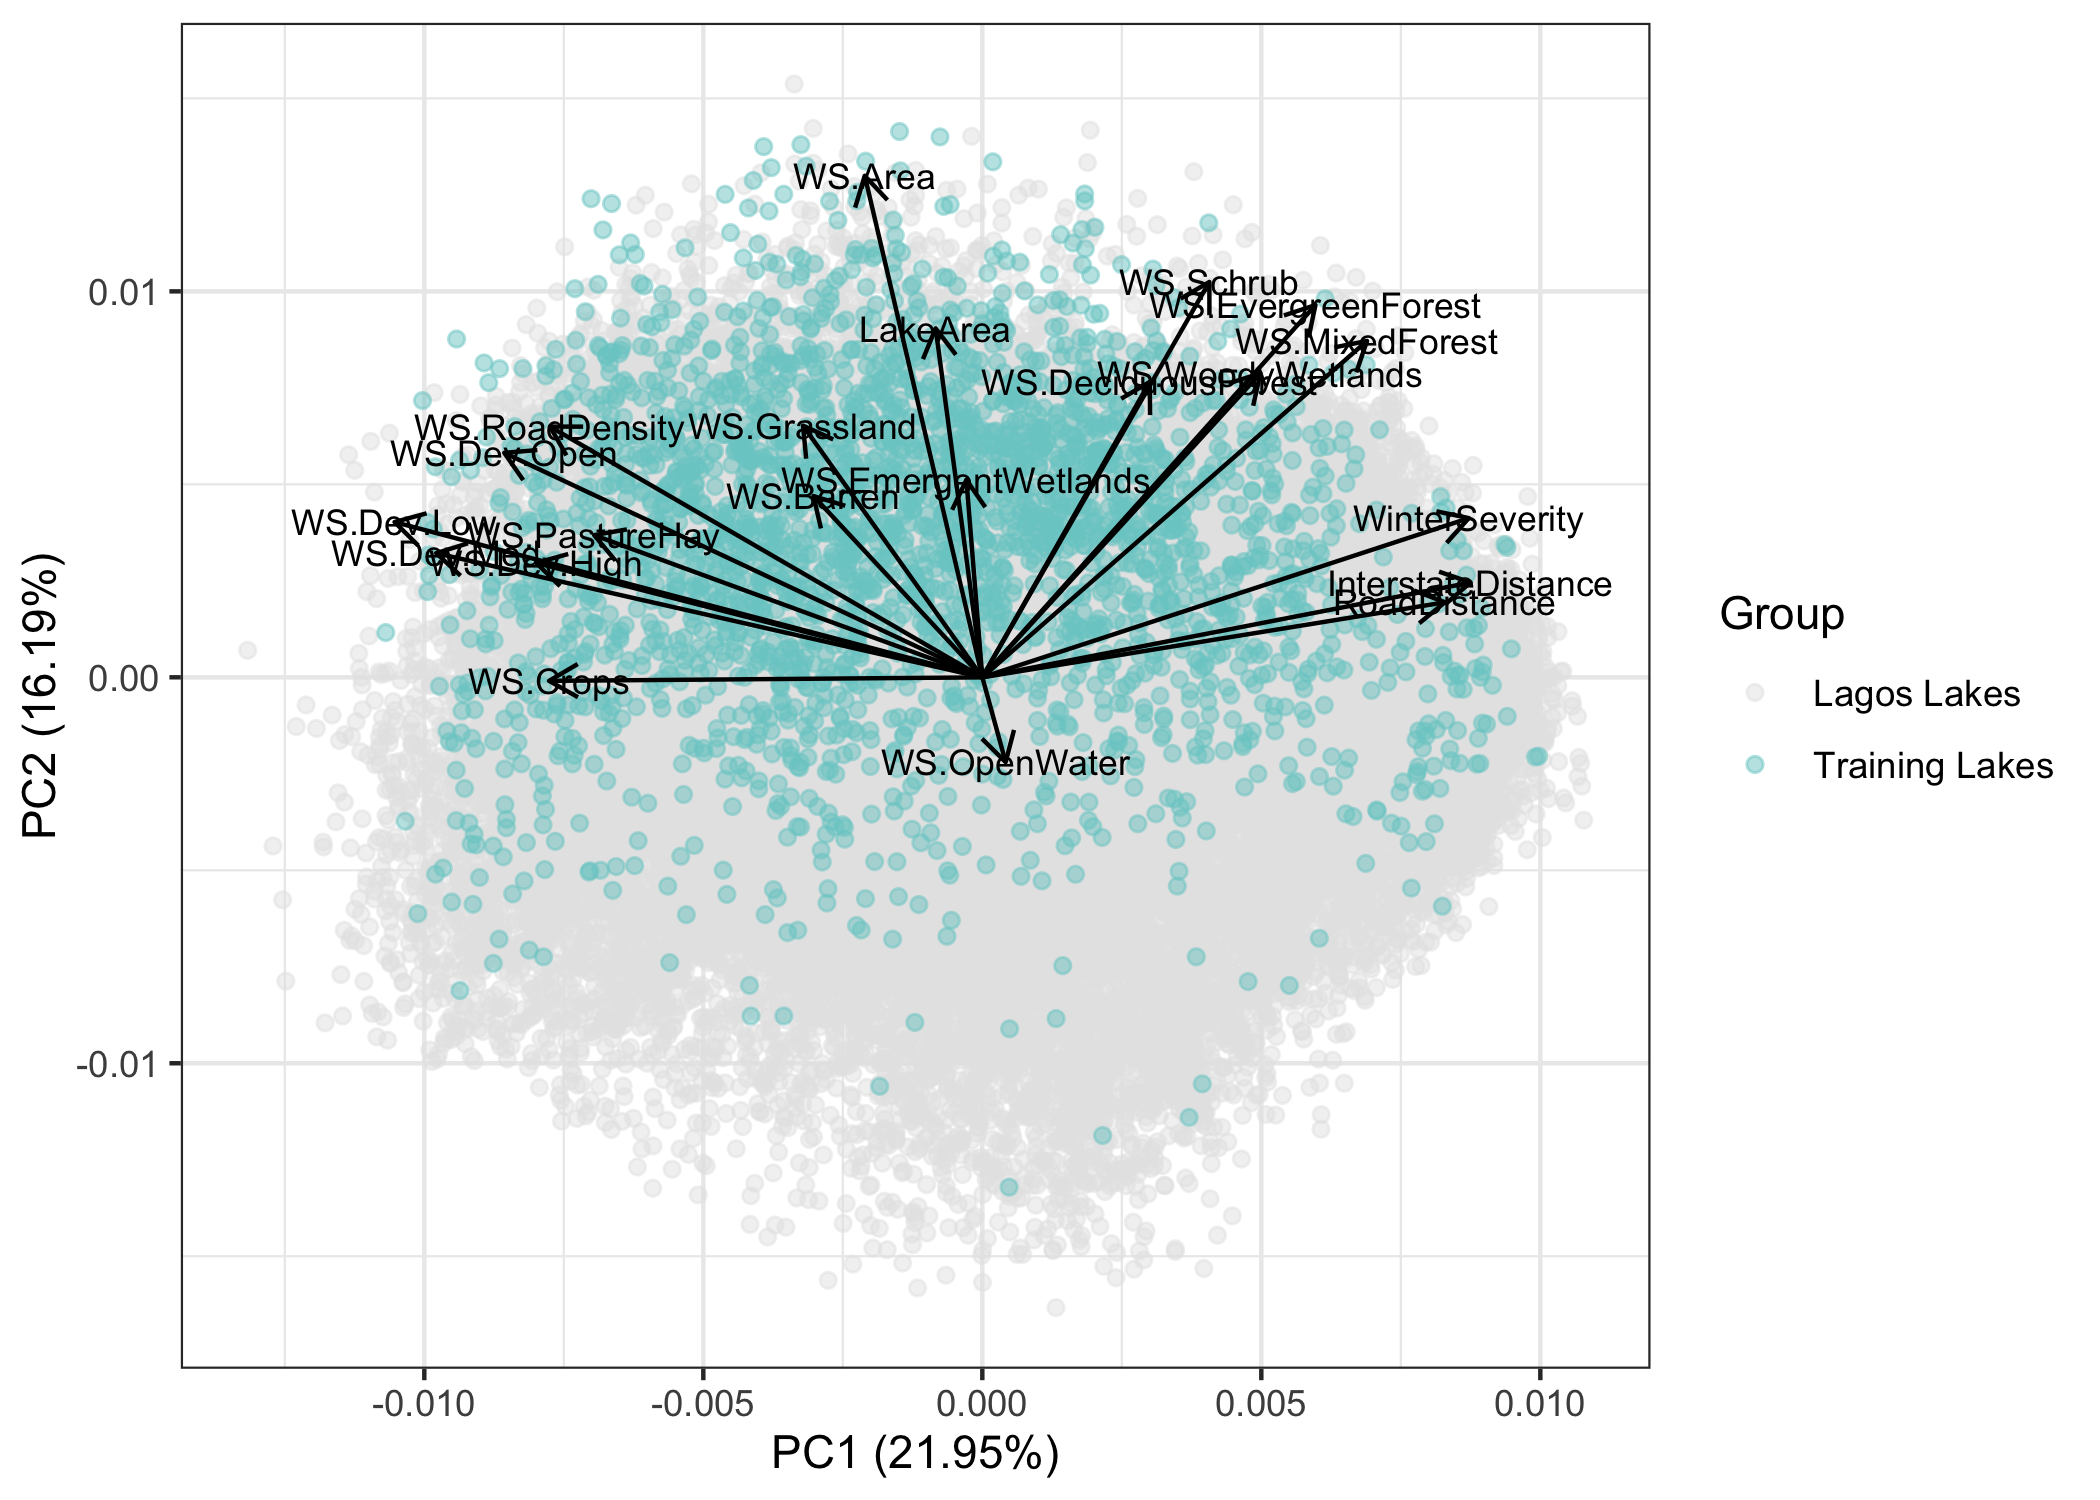 WS.Area
WS.Schrub
WS.EvergreenForest
LakeArea
WS.MixedForest
WS.WoodyWetlands
WS.DeciduousForest
WS.RoadDensity
WS.Grassland
WS.Dev.Open
WS.EmergantWetlands
WS.Barren
WS.Dev.Low
WS.PastureHay
WS.Dev.Med
WS.Dev.High
WinterSeverity
InterstateDistance
RoadDistance
WS.Crops
WS.OpenWater
0.01
0.00
-0.01
PC2 (16.19%)
-0.010
-0.005
0.000
0.005
0.010
PC1 (21.95%)
Group
Lagos Lakes
Training Lakes